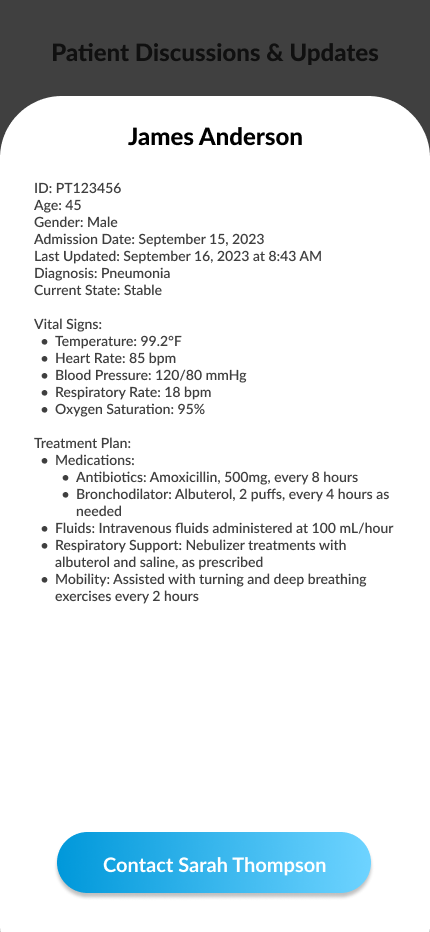 Patient Discussions & Updates
James Anderson
ID: PT123456
Age: 45
Gender: Male
Admission Date: September 15, 2023
Last Updated: September 16, 2023 at 8:43 AM
Diagnosis: Pneumonia
Current State: Stable
Vital Signs:
• Temperature: 99.2°F
• Heart Rate: 85 bpm
• Blood Pressure: 120/80 mmHg
• Respiratory Rate: 18 bpm
• Oxygen Saturation: 95%
Treatment Plan:
• Medications:
• Antibiotics: Amoxicillin, 500mg, every 8 hours
• Bronchodilator: Albuterol, 2 puffs, every 4 hours as
needed
• Fluids: Intravenous fluids administered at 100 mL/hour
• Respiratory Support: Nebulizer treatments with
albuterol and saline, as prescribed
• Mobility: Assisted with turning and deep breathing
exercises every 2 hours
Contact Sarah Thompson